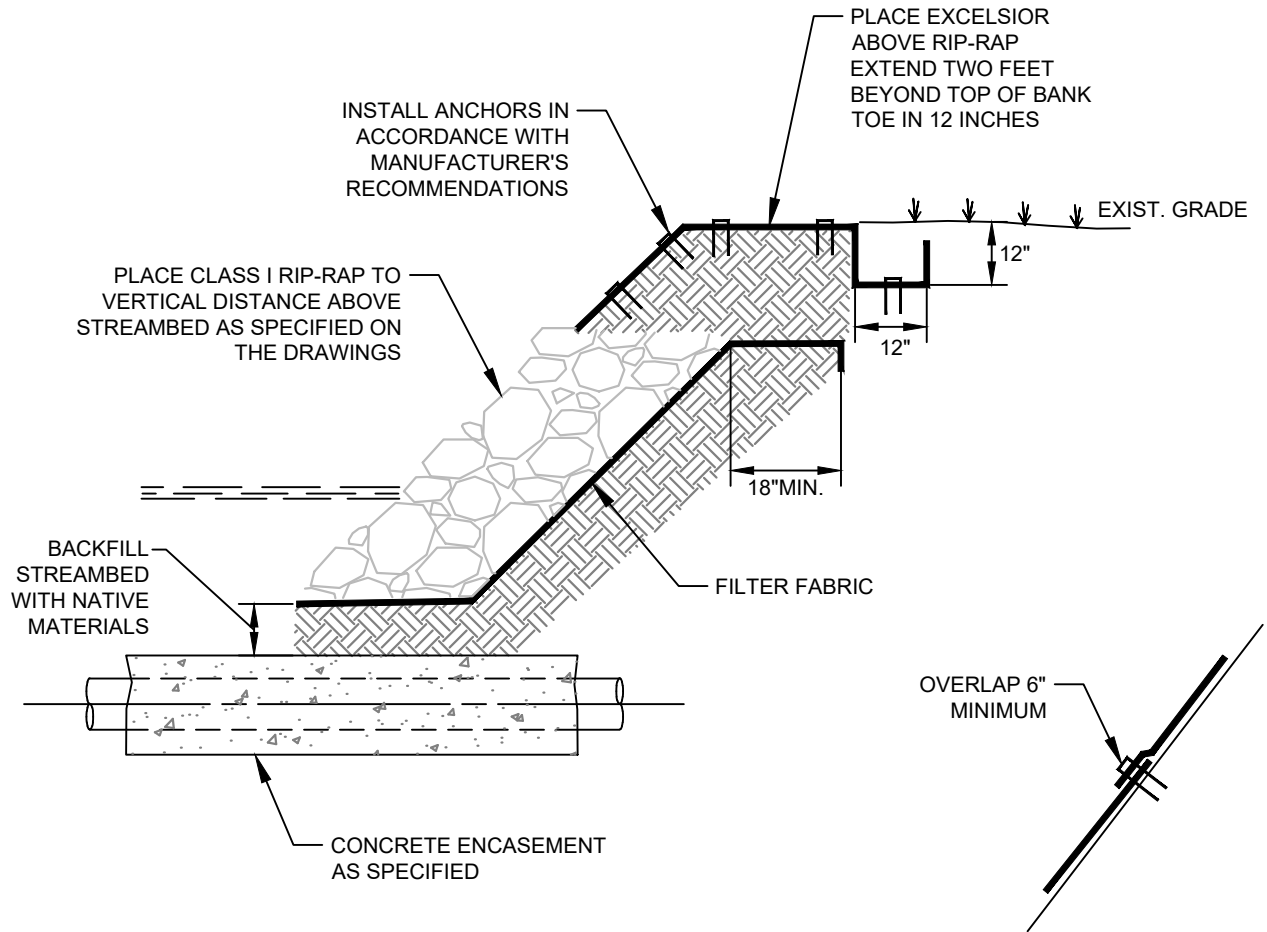 PLACE EXCELSIOR
ABOVE RIP-RAP
EXTEND TWO FEET
BEYOND TOP OF BANK
TOE IN 12 INCHES
INSTALL ANCHORS IN
ACCORDANCE WITH
MANUFACTURER'S
RECOMMENDATIONS
EXIST. GRADE
12"
12"
PLACE CLASS I RIP-RAP TO
VERTICAL DISTANCE ABOVE
STREAMBED AS SPECIFIED ON
THE DRAWINGS
18"MIN.
BACKFILL
STREAMBED
WITH NATIVE
MATERIALS
FILTER FABRIC
OVERLAP 6"
MINIMUM
CONCRETE ENCASEMENT
AS SPECIFIED